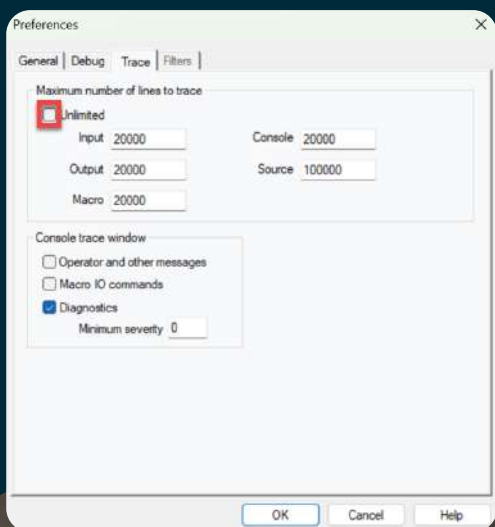 Preferences
General Debug Trace Filters
Maximum number of lines to trace
Unlimited
Input 20000 Console 20000
Output 20000 Source 100000
Macro 20000
Console trace window
Operator and other messages
Macro IO commands
Diagnostics
Minimum severity 0
OK Cancel Help